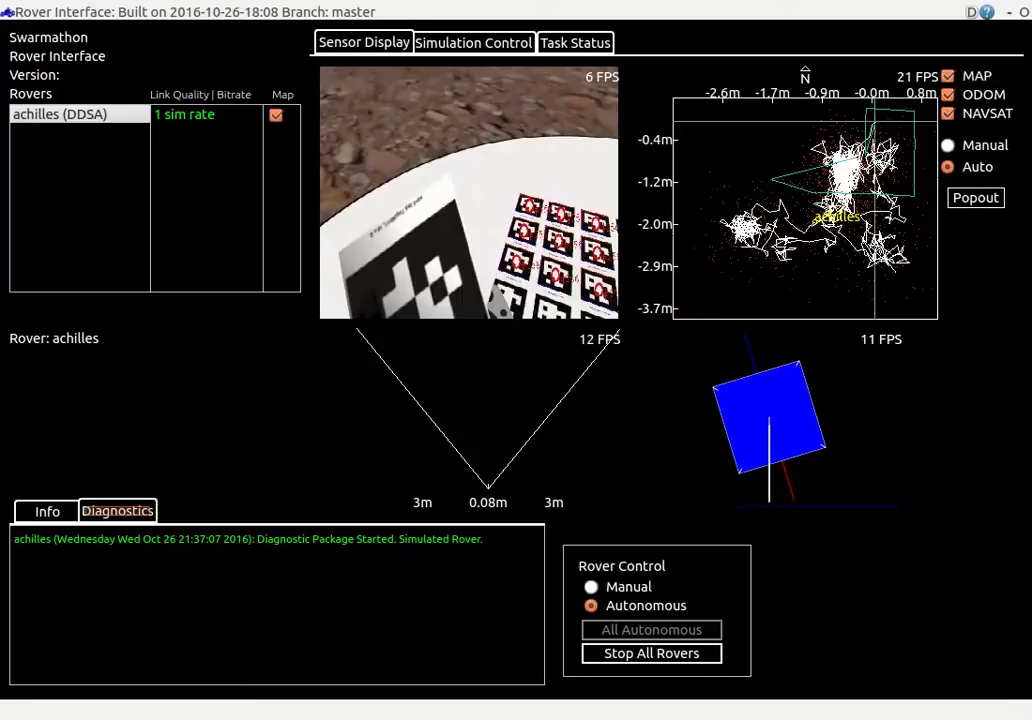 Rover Interface: Built on 2016-10-26-18:08 Branch: master
D ? - O
Swarmathon
Rover Interface
Version:
Rovers Link Quality | Bitrate Map
achilles (DDSA) 1 sim rate
Sensor Display Simulation Control Task Status
6 FPS
N
21 FPS
-2.6m -1.7m -0.9m -0.0m 0.8m
-0.4m
-1.2m
-2.0m
-2.9m
-3.7m
achilles
MAP
ODOM
NAVSAT
Manual
Auto
Popout
Rover: achilles
12 FPS
11 FPS
3m 0.08m 3m
Info Diagnostics
achilles (Wednesday Wed Oct 26 21:37:07 2016): Diagnostic Package Started. Simulated Rover.
Rover Control
Manual
Autonomous
All Autonomous
Stop All Rovers